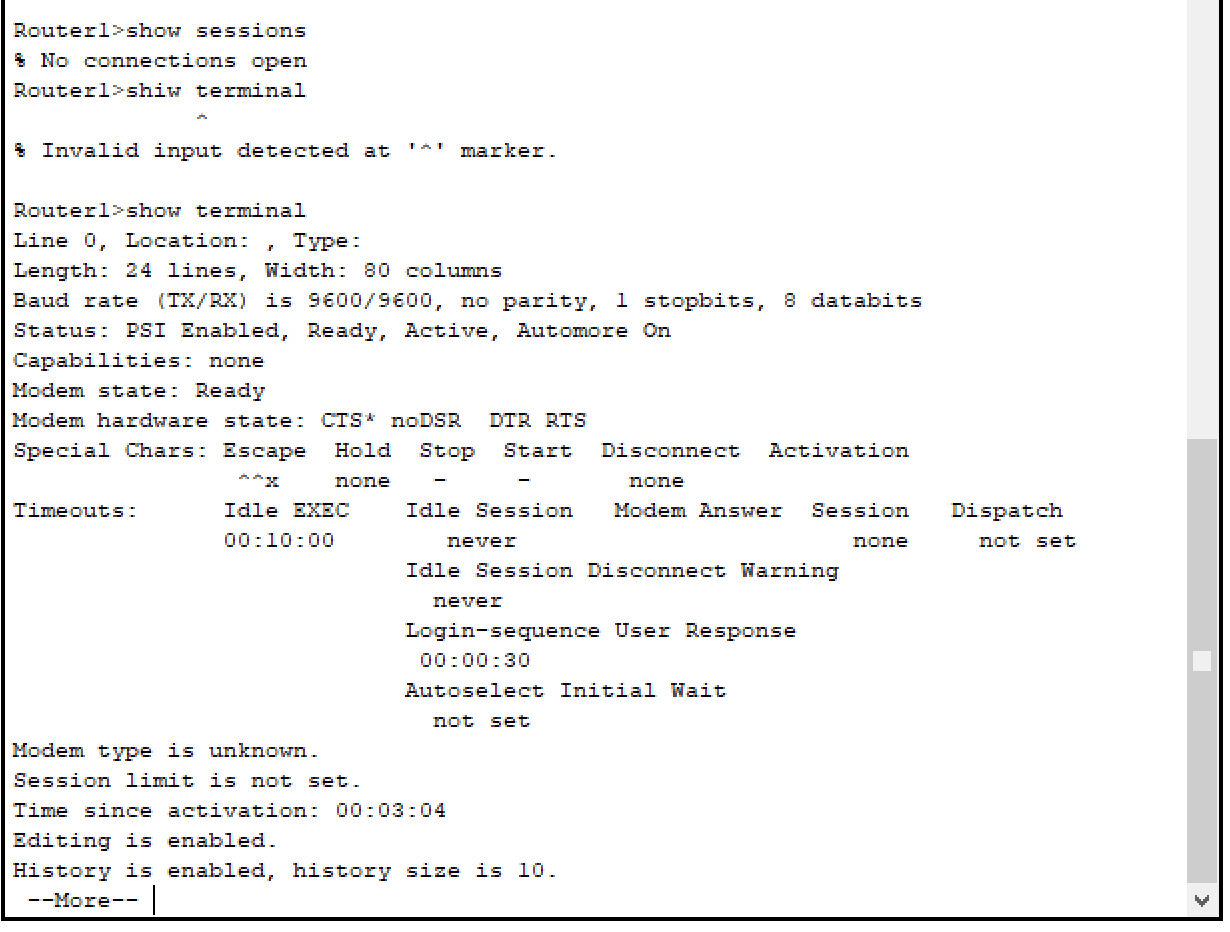 Router1>show sessions
% No connections open
Router1>shiw terminal
             ^
% Invalid input detected at '^' marker.

Router1>show terminal
Line 0, Location: , Type:
Length: 24 lines, Width: 80 columns
Baud rate (TX/RX) is 9600/9600, no parity, 1 stopbits, 8 databits
Status: PSI Enabled, Ready, Active, Automore On
Capabilities: none
Modem state: Ready
Modem hardware state: CTS* noDSR  DTR RTS
Special Chars: Escape  Hold  Stop  Start  Disconnect  Activation
                ^^x    none   -     -       none
Timeouts:      Idle EXEC    Idle Session   Modem Answer  Session   Dispatch
               00:10:00        never                        none     not set
                            Idle Session Disconnect Warning
                              never
                            Login-sequence User Response
                             00:00:30
                            Autoselect Initial Wait
                              not set
Modem type is unknown.
Session limit is not set.
Time since activation: 00:03:04
Editing is enabled.
History is enabled, history size is 10.
 --More--